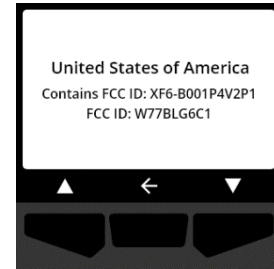 United States of America
Contains FCC ID: XF6-B001P4V2P1
FCC ID: W77BLG6C1